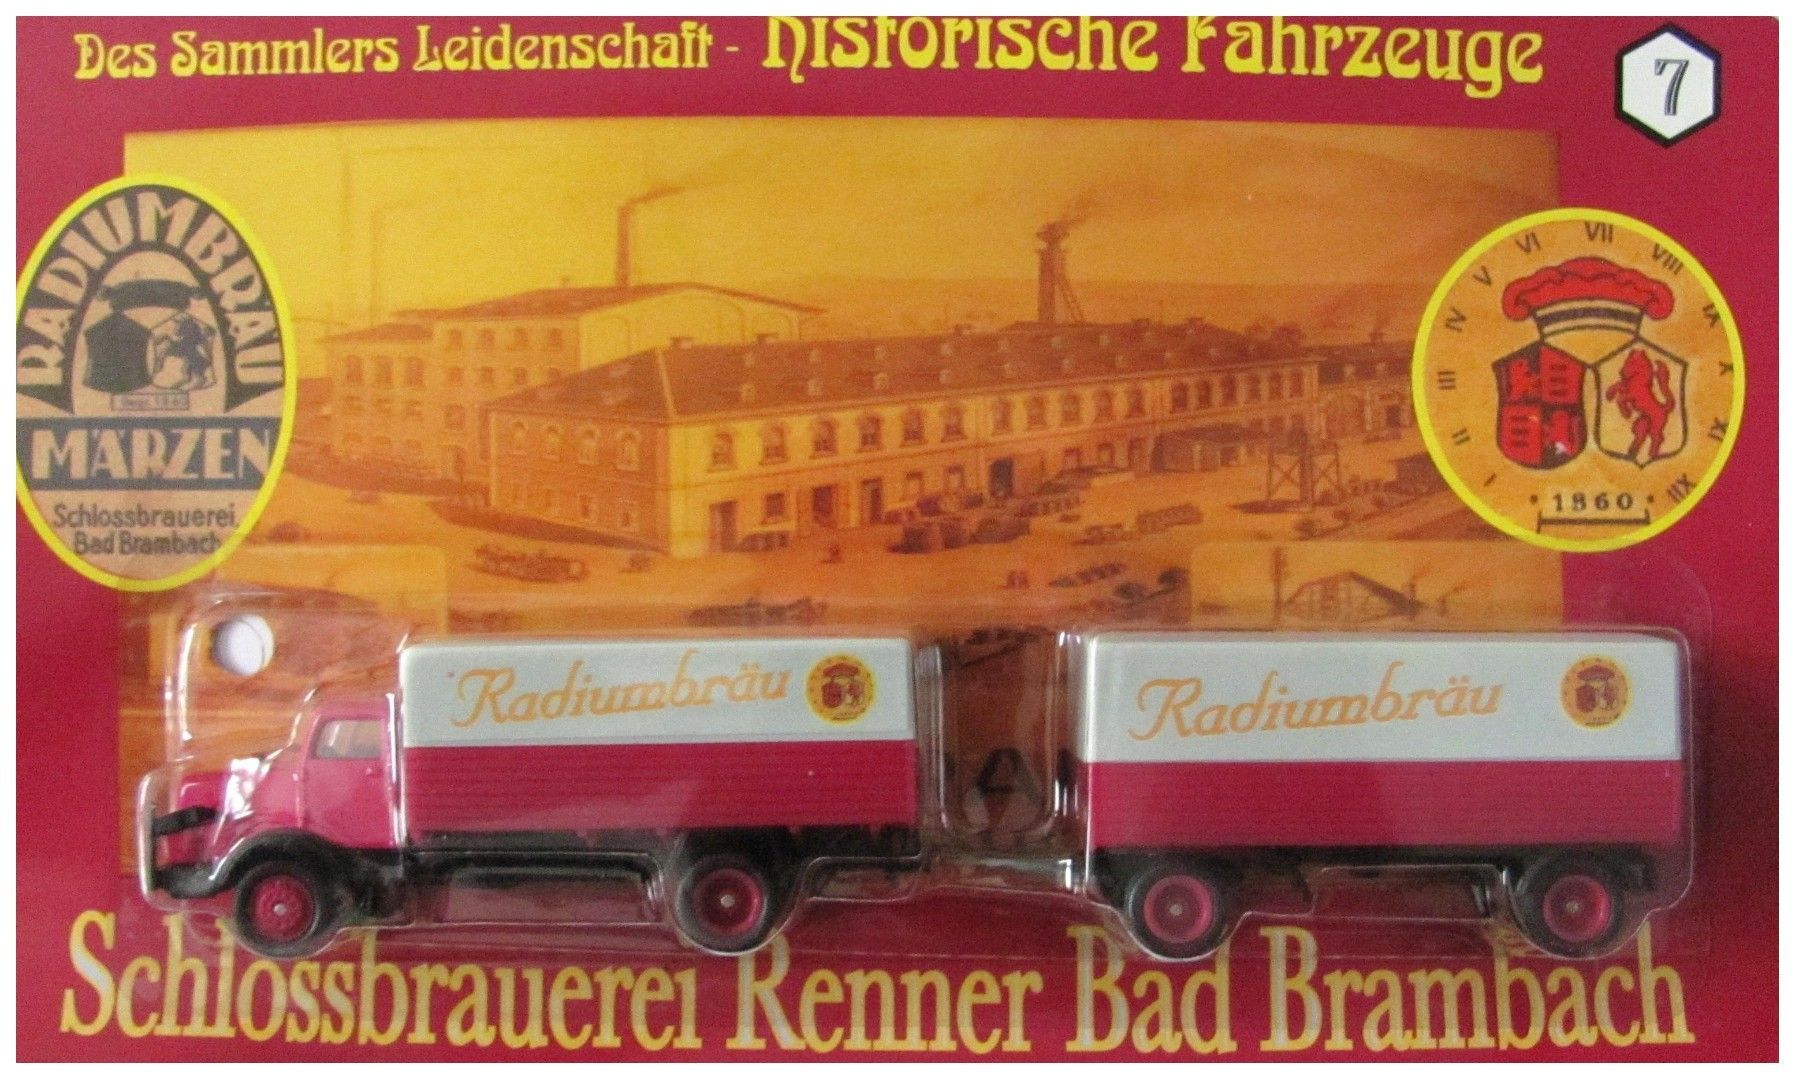 Des Sammlers Leidenschaft - Historische Fahrzeuge
7
RADIUMBRÄU
MÄRZEN
Schlossbrauerei
Bad Brambach
I II III IV V VI VII VIII IX X XI XII
· 1860 ·
Radiumbräu
Radiumbräu
Schlossbrauerei Renner Bad Brambach